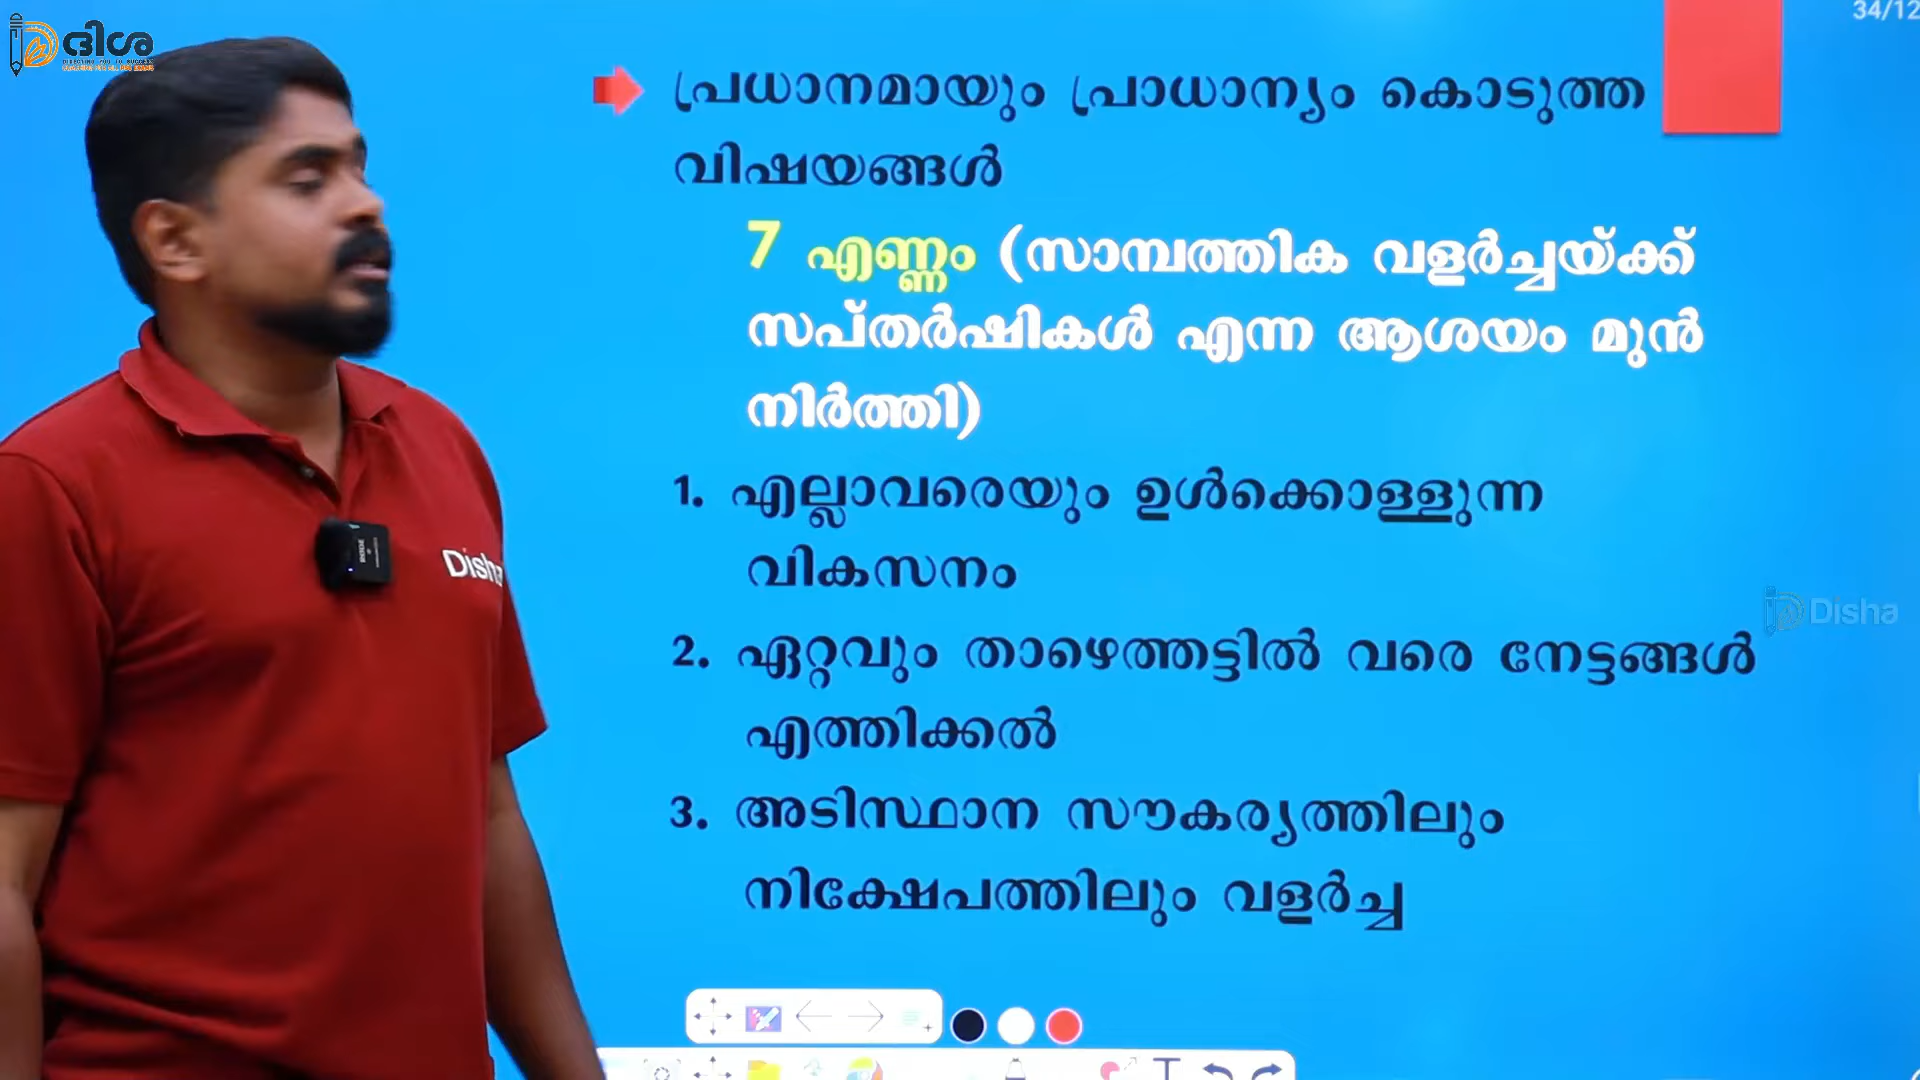 ദിശ
34/12
പ്രധാനമായും പ്രാധാന്യം കൊടുത്ത
വിഷയങ്ങൾ
7 എണ്ണം (സാമ്പത്തിക വളർച്ചയ്ക്ക്
സപ്തർഷികൾ എന്ന ആശയം മുൻ
നിർത്തി)
1. എല്ലാവരെയും ഉൾക്കൊള്ളുന്ന
വികസനം
Disha
Disha
2. ഏറ്റവും താഴെത്തട്ടിൽ വരെ നേട്ടങ്ങൾ
എത്തിക്കൽ
3. അടിസ്ഥാന സൗകര്യത്തിലും
നിക്ഷേപത്തിലും വളർച്ച